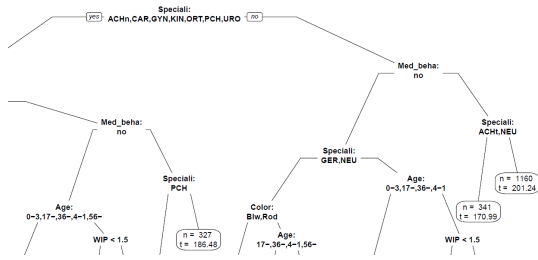 Speciali:
yes ACHn,CAR,GYN,KIN,ORT,PCH,URO no
Med_beha:
no
Med_beha:
no
Speciali:
ACHt,NEU
Speciali:
GER,NEU
Speciali:
PCH
Age:
0−3,17−,36−,4−1
n = 1160
t = 201.24
Age:
0−3,17−,36−,4−1,56−
Color:
Blw,Rod
n = 341
t = 170.99
n = 327
t = 186.48
WIP < 1.5
Age:
17−,36−,4−1,56−
WIP < 1.5